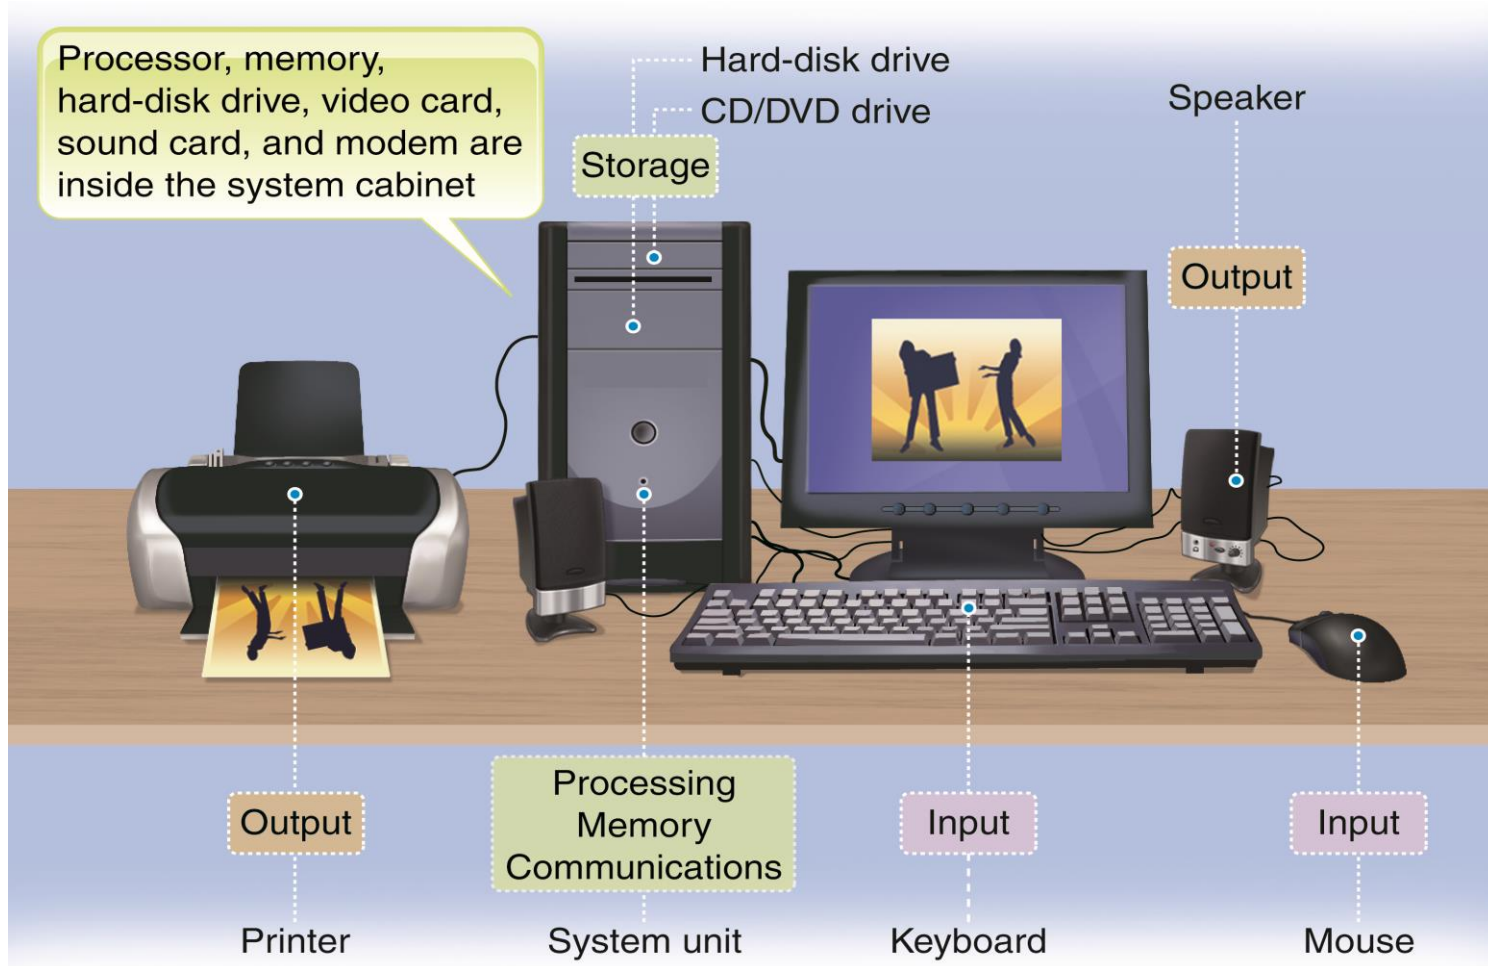 Processor, memory,
hard-disk drive, video card,
sound card, and modem are
inside the system cabinet
Hard-disk drive
CD/DVD drive
Storage
Speaker
Output
Output
Printer
Processing
Memory
Communications
System unit
Input
Keyboard
Input
Mouse